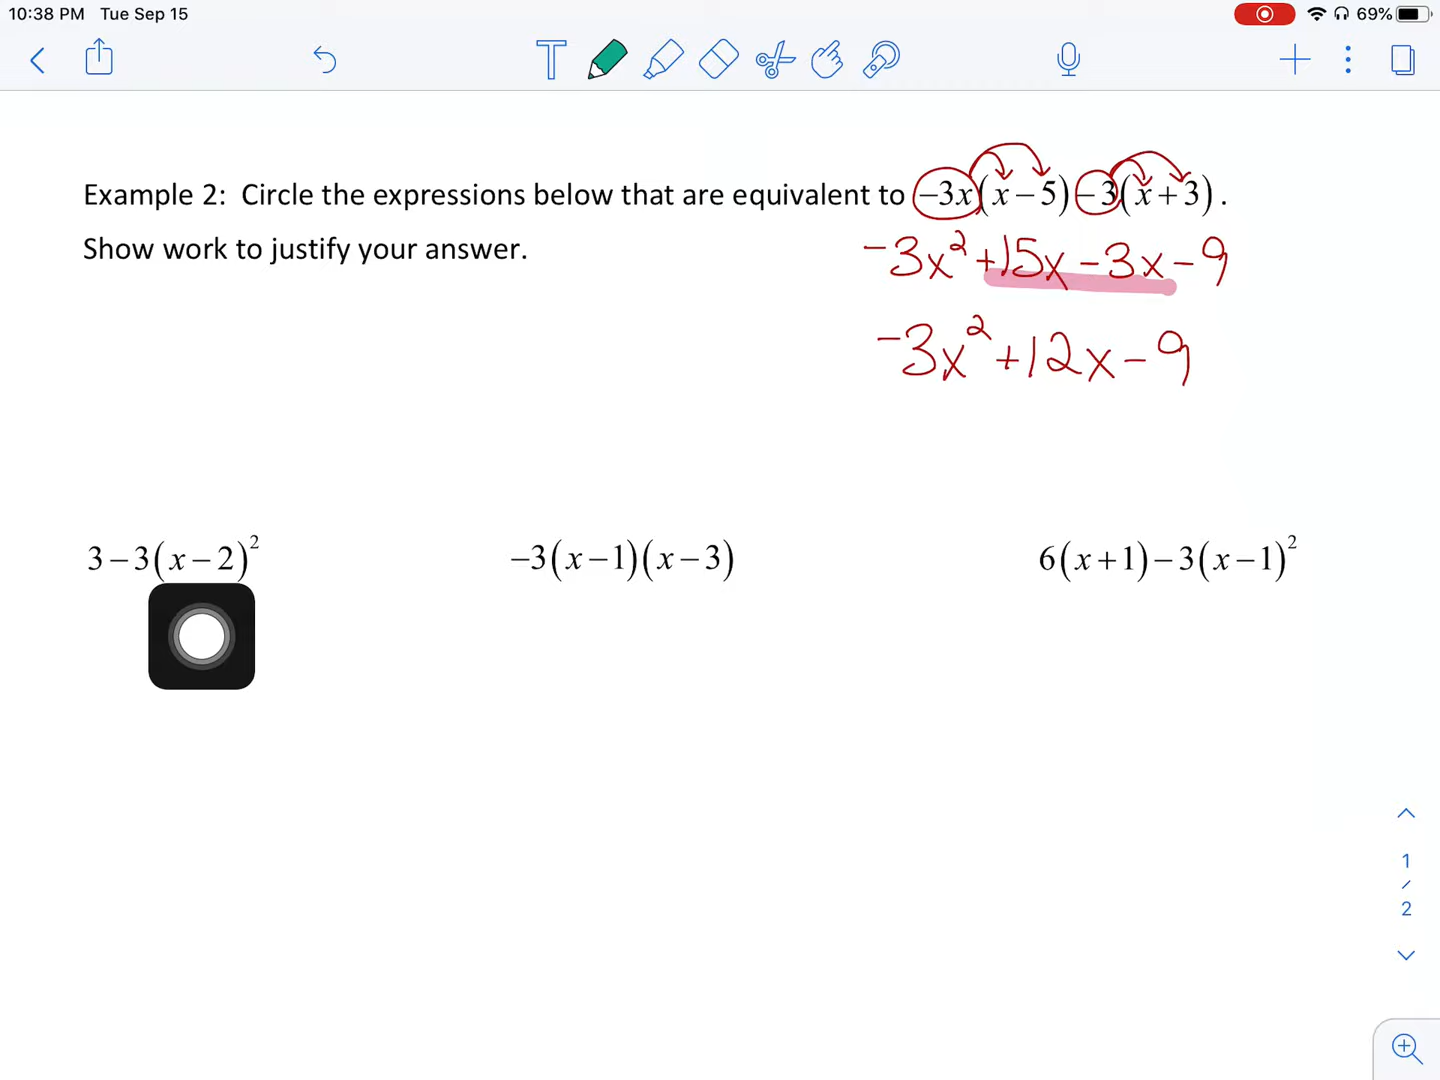 10:38 PM Tue Sep 15 69%
T
Example 2: Circle the expressions below that are equivalent to −3x(x−5)−3(x+3).
Show work to justify your answer.
-3x² +15x -3x -9
-3x² +12x -9
3−3(x−2)² −3(x−1)(x−3) 6(x+1)−3(x−1)²
1
/
2